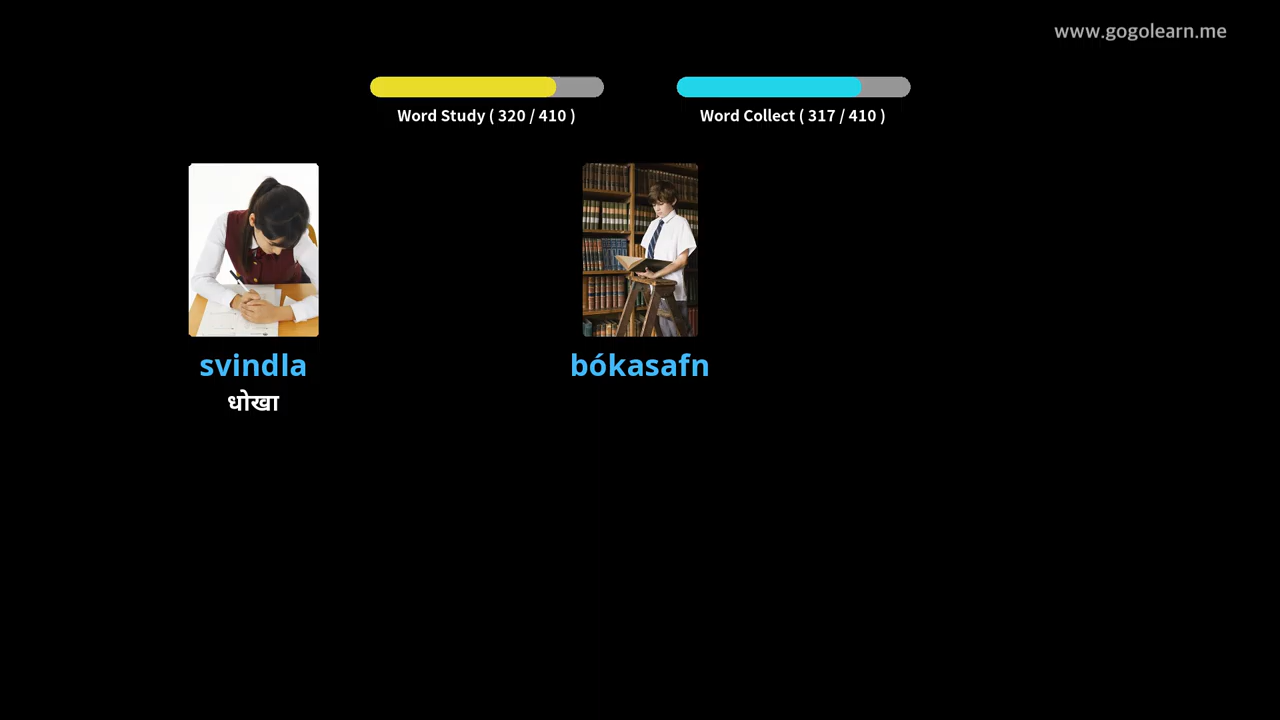 www.gogolearn.me
Word Study ( 320 / 410 )
Word Collect ( 317 / 410 )
svindla
bókasafn
धोखा